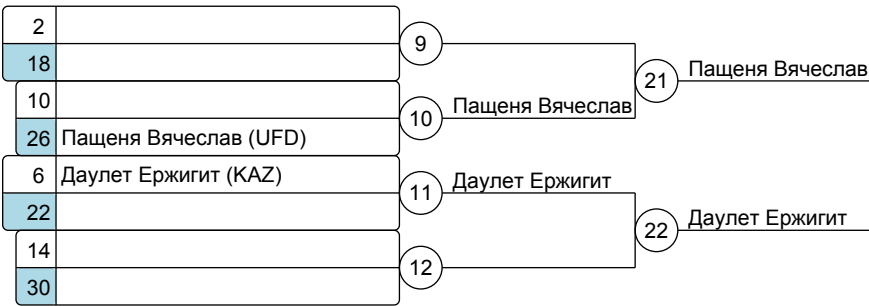 2
9
18
21 Пащеня Вячеслав
10
10 Пащеня Вячеслав
26 Пащеня Вячеслав (UFD)
6 Даулет Ержигит (KAZ)
11 Даулет Ержигит
22
22 Даулет Ержигит
14
12
30